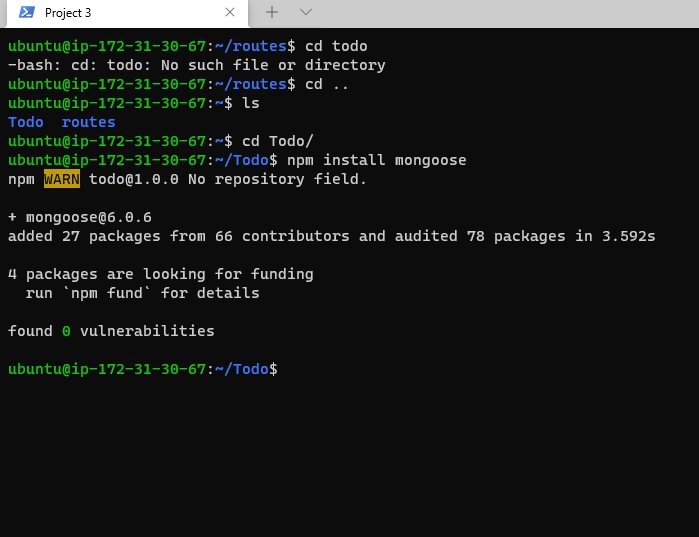 Project 3
ubuntu@ip-172-31-30-67:~/routes$ cd todo
-bash: cd: todo: No such file or directory
ubuntu@ip-172-31-30-67:~/routes$ cd ..
ubuntu@ip-172-31-30-67:~$ ls
Todo  routes
ubuntu@ip-172-31-30-67:~$ cd Todo/
ubuntu@ip-172-31-30-67:~/Todo$ npm install mongoose
npm WARN todo@1.0.0 No repository field.
+ mongoose@6.0.6
added 27 packages from 66 contributors and audited 78 packages in 3.592s
4 packages are looking for funding
  run `npm fund` for details
found 0 vulnerabilities
ubuntu@ip-172-31-30-67:~/Todo$